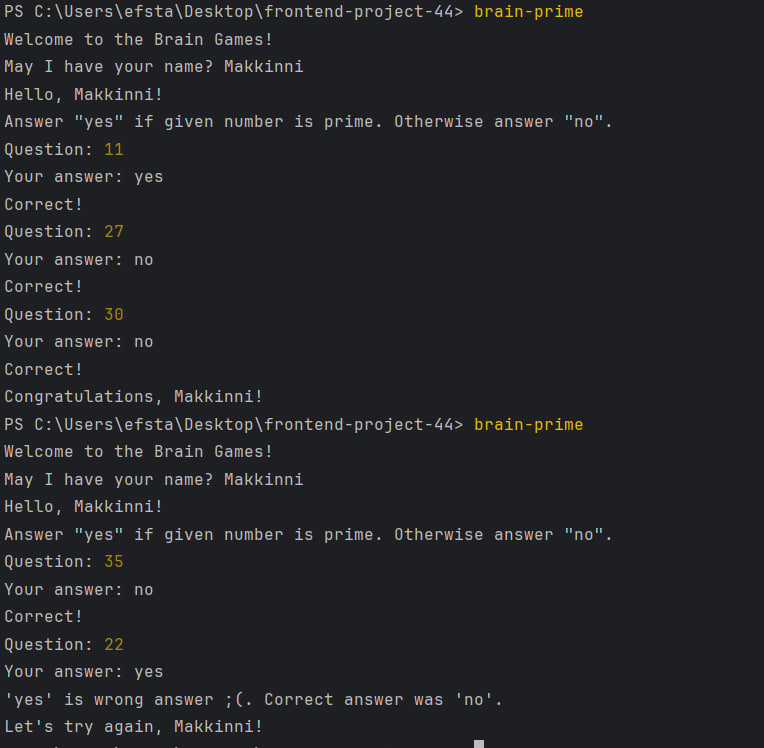 PS C:\Users\efsta\Desktop\frontend-project-44> brain-prime
Welcome to the Brain Games!
May I have your name? Makkinni
Hello, Makkinni!
Answer "yes" if given number is prime. Otherwise answer "no".
Question: 11
Your answer: yes
Correct!
Question: 27
Your answer: no
Correct!
Question: 30
Your answer: no
Correct!
Congratulations, Makkinni!
PS C:\Users\efsta\Desktop\frontend-project-44> brain-prime
Welcome to the Brain Games!
May I have your name? Makkinni
Hello, Makkinni!
Answer "yes" if given number is prime. Otherwise answer "no".
Question: 35
Your answer: no
Correct!
Question: 22
Your answer: yes
'yes' is wrong answer ;(. Correct answer was 'no'.
Let's try again, Makkinni!